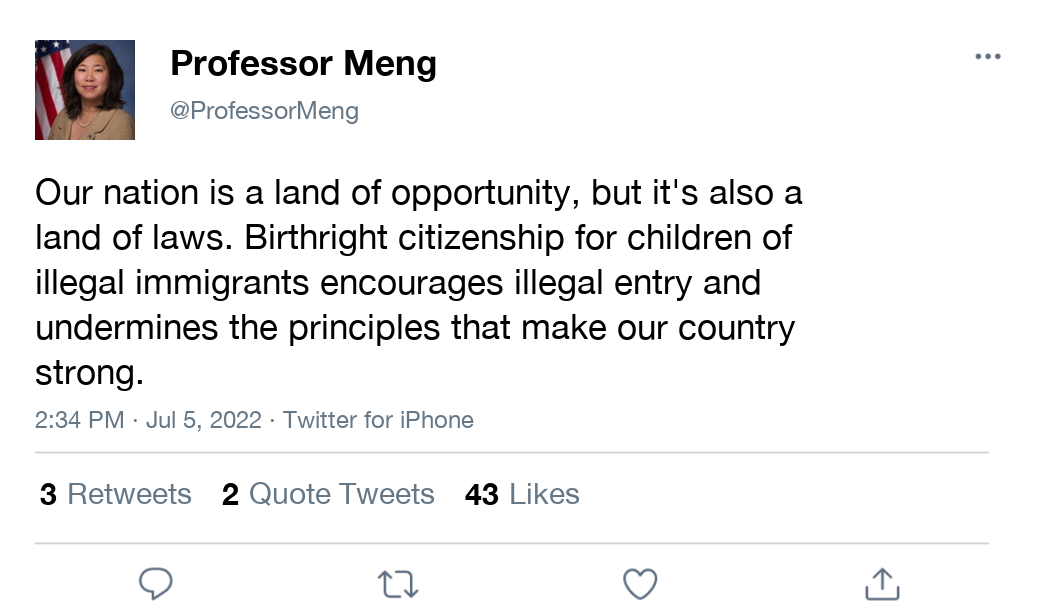 Professor Meng
@ProfessorMeng
Our nation is a land of opportunity, but it's also a
land of laws. Birthright citizenship for children of
illegal immigrants encourages illegal entry and
undermines the principles that make our country
strong.
2:34 PM · Jul 5, 2022 · Twitter for iPhone
3 Retweets 2 Quote Tweets 43 Likes